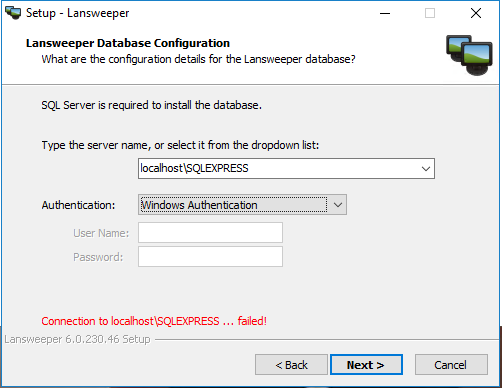 Setup - Lansweeper
Lansweeper Database Configuration
What are the configuration details for the Lansweeper database?
SQL Server is required to install the database.
Type the server name, or select it from the dropdown list:
localhost\SQLEXPRESS
Authentication: Windows Authentication
User Name:
Password:
Connection to localhost\SQLEXPRESS ... failed!
Lansweeper 6.0.230.46 Setup
< Back Next > Cancel